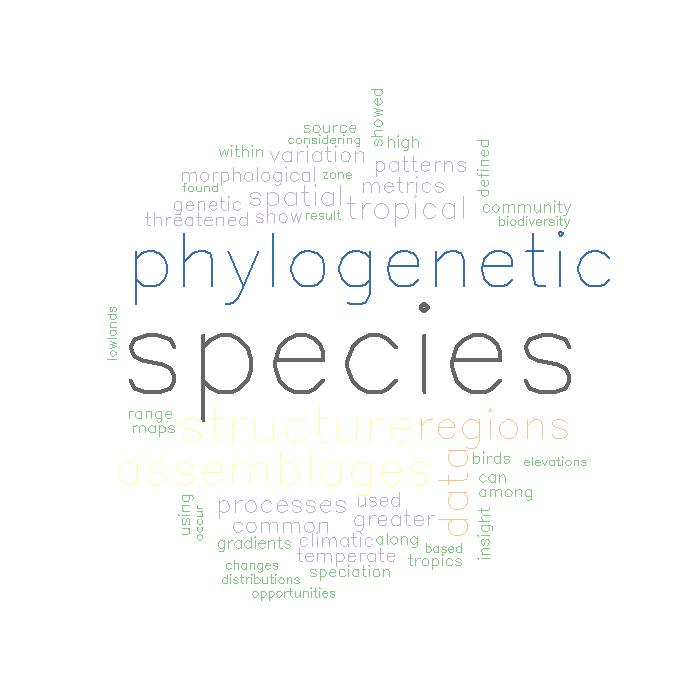 showed
source
considering
high
within
variation
defined
patterns
morphological
zone
metrics
found
spatial
genetic
tropical
community
threatened
show
result
biodiversity
phylogenetic
lowlands
species
range
maps
structure
regions
assemblages
data
birds
elevations
can
among
using
occur
processes
used
common
greater
insight
gradients
climatic
along
temperate
based
tropics
changes
speciation
distributions
opportunities